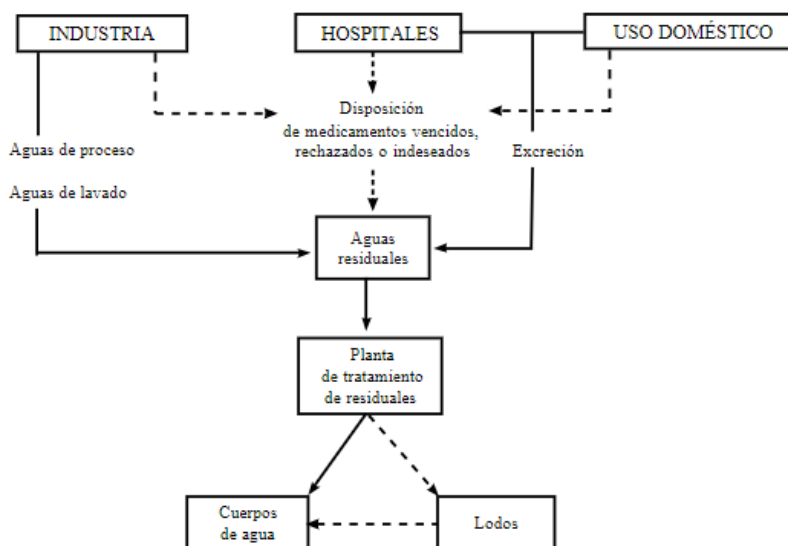 INDUSTRIA
HOSPITALES
USO DOMÉSTICO
Disposición
de medicamentos vencidos,
rechazados o indeseados
Aguas de proceso
Excreción
Aguas de lavado
Aguas
residuales
Planta
de tratamiento
de residuales
Cuerpos
de agua
Lodos